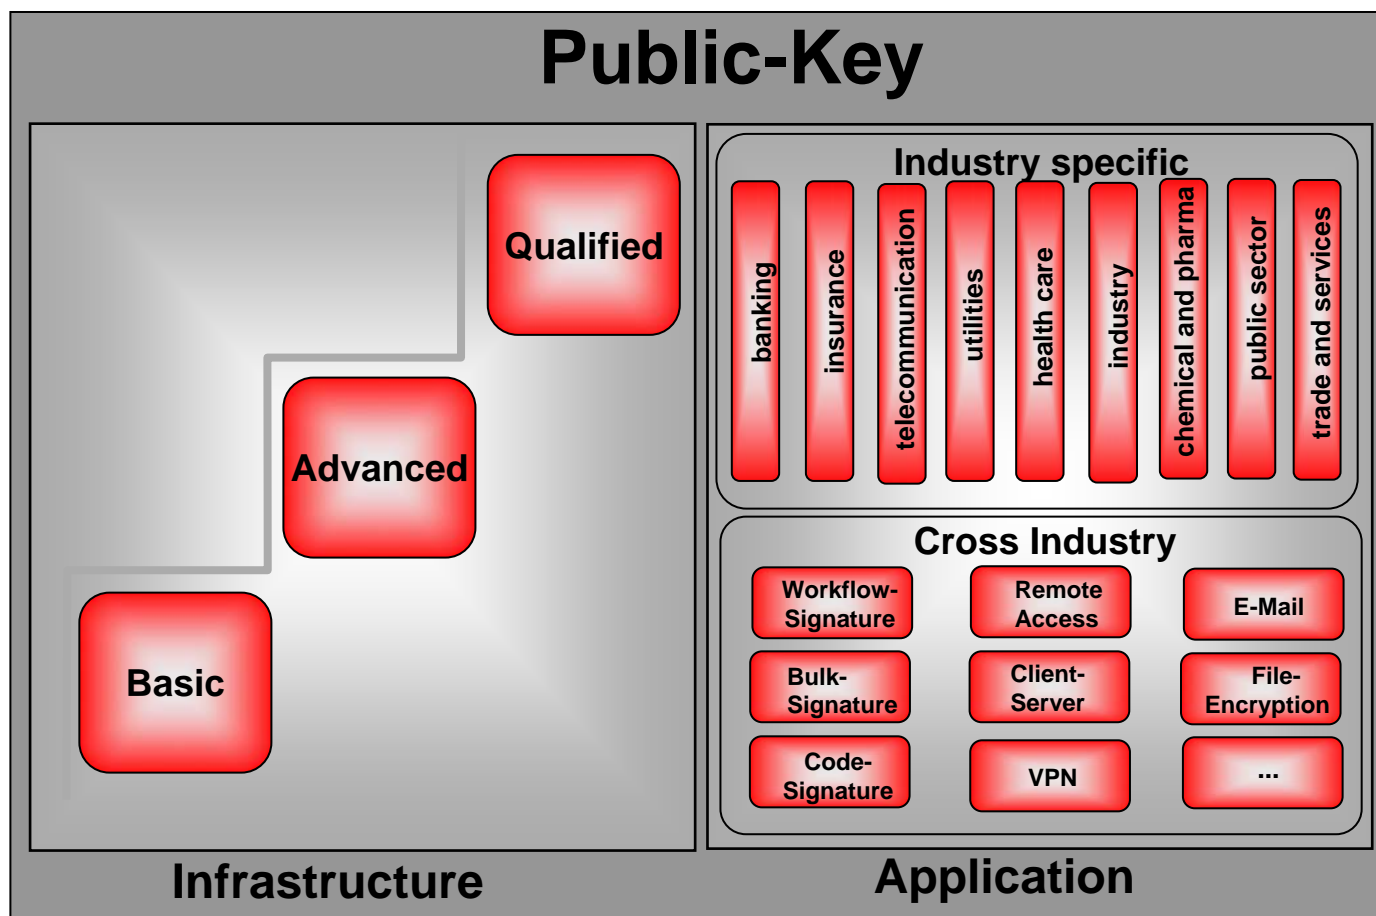 Public-Key
Qualified
Advanced
Basic
Infrastructure
Industry specific
banking
insurance
telecommunication
utilities
health care
industry
chemical and pharma
public sector
trade and services
Cross Industry
Workflow-
Signature
Remote
Access
E-Mail
Bulk-
Signature
Client-
Server
File-
Encryption
Code-
Signature
VPN
...
Application